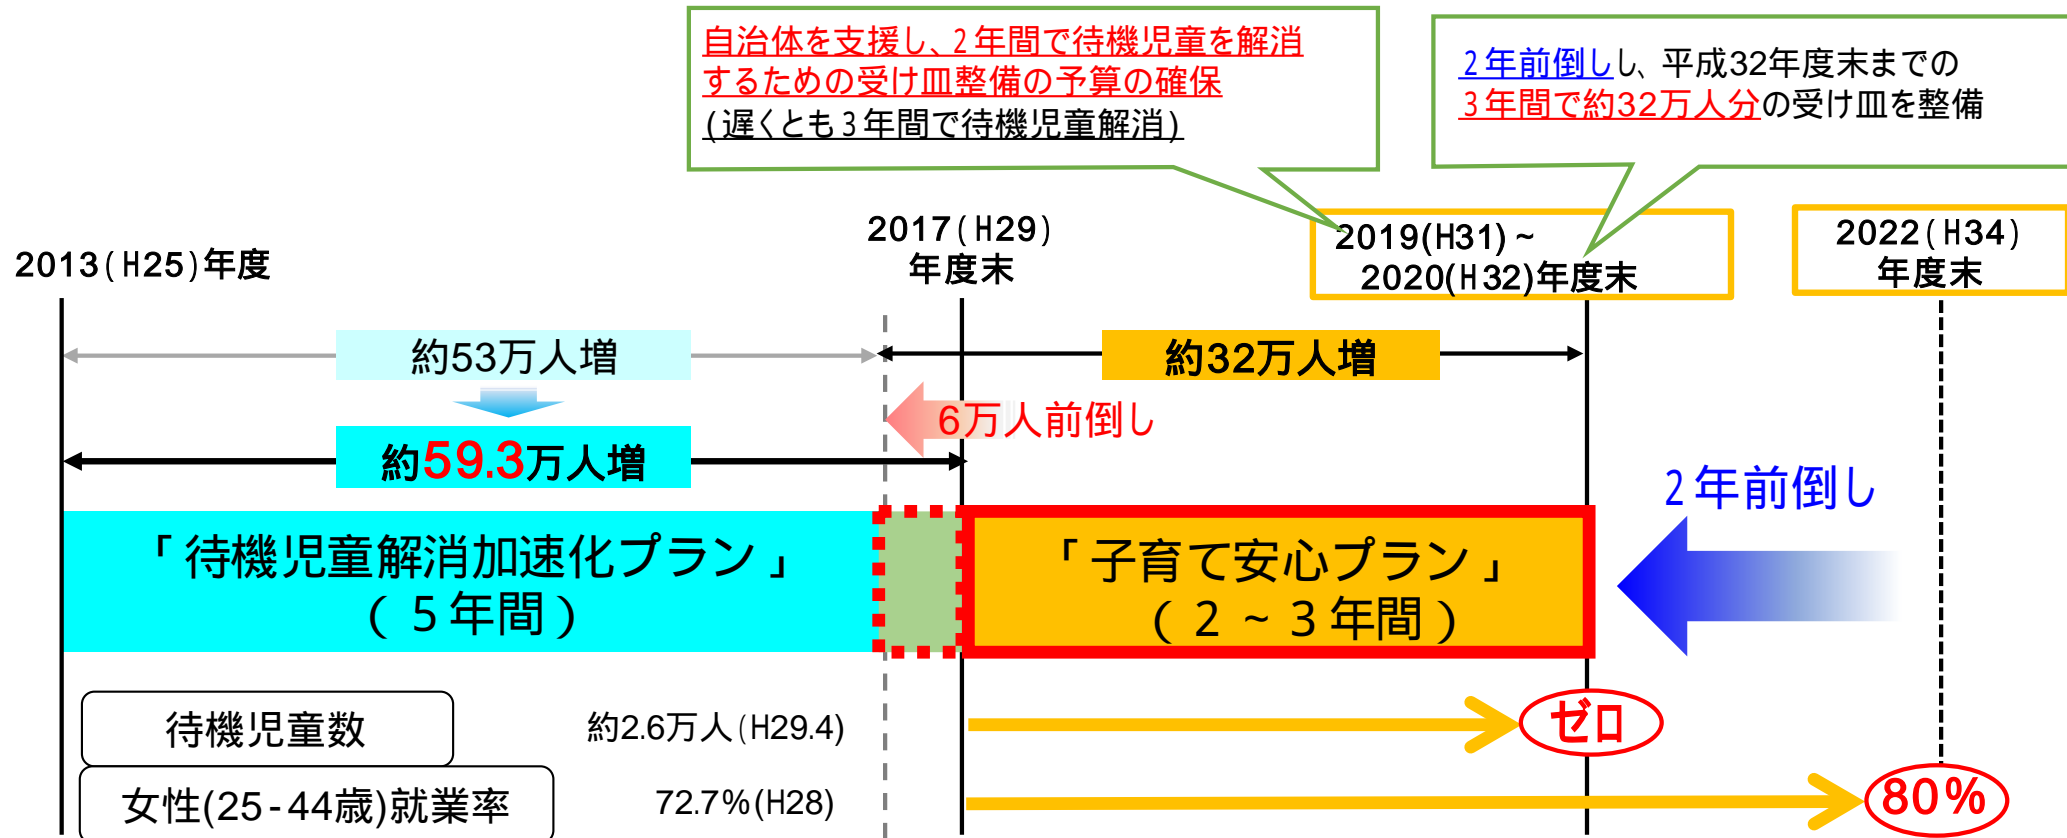 自治体を支援し、2年間で待機児童を解消
するための受け皿整備の予算の確保
(遅くとも3年間で待機児童解消)
2年前倒しし、平成32年度末までの
3年間で約32万人分の受け皿を整備
2013(H25)年度
2017(H29)
年度末
2019(H31)~
2020(H32)年度末
2022(H34)
年度末
約53万人増
約32万人増
6万人前倒し
約59.3万人増
2年前倒し
「待機児童解消加速化プラン」
(5年間)
「子育て安心プラン」
(2~3年間)
待機児童数
約2.6万人(H29.4)
ゼロ
女性(25-44歳)就業率
72.7%(H28)
80%